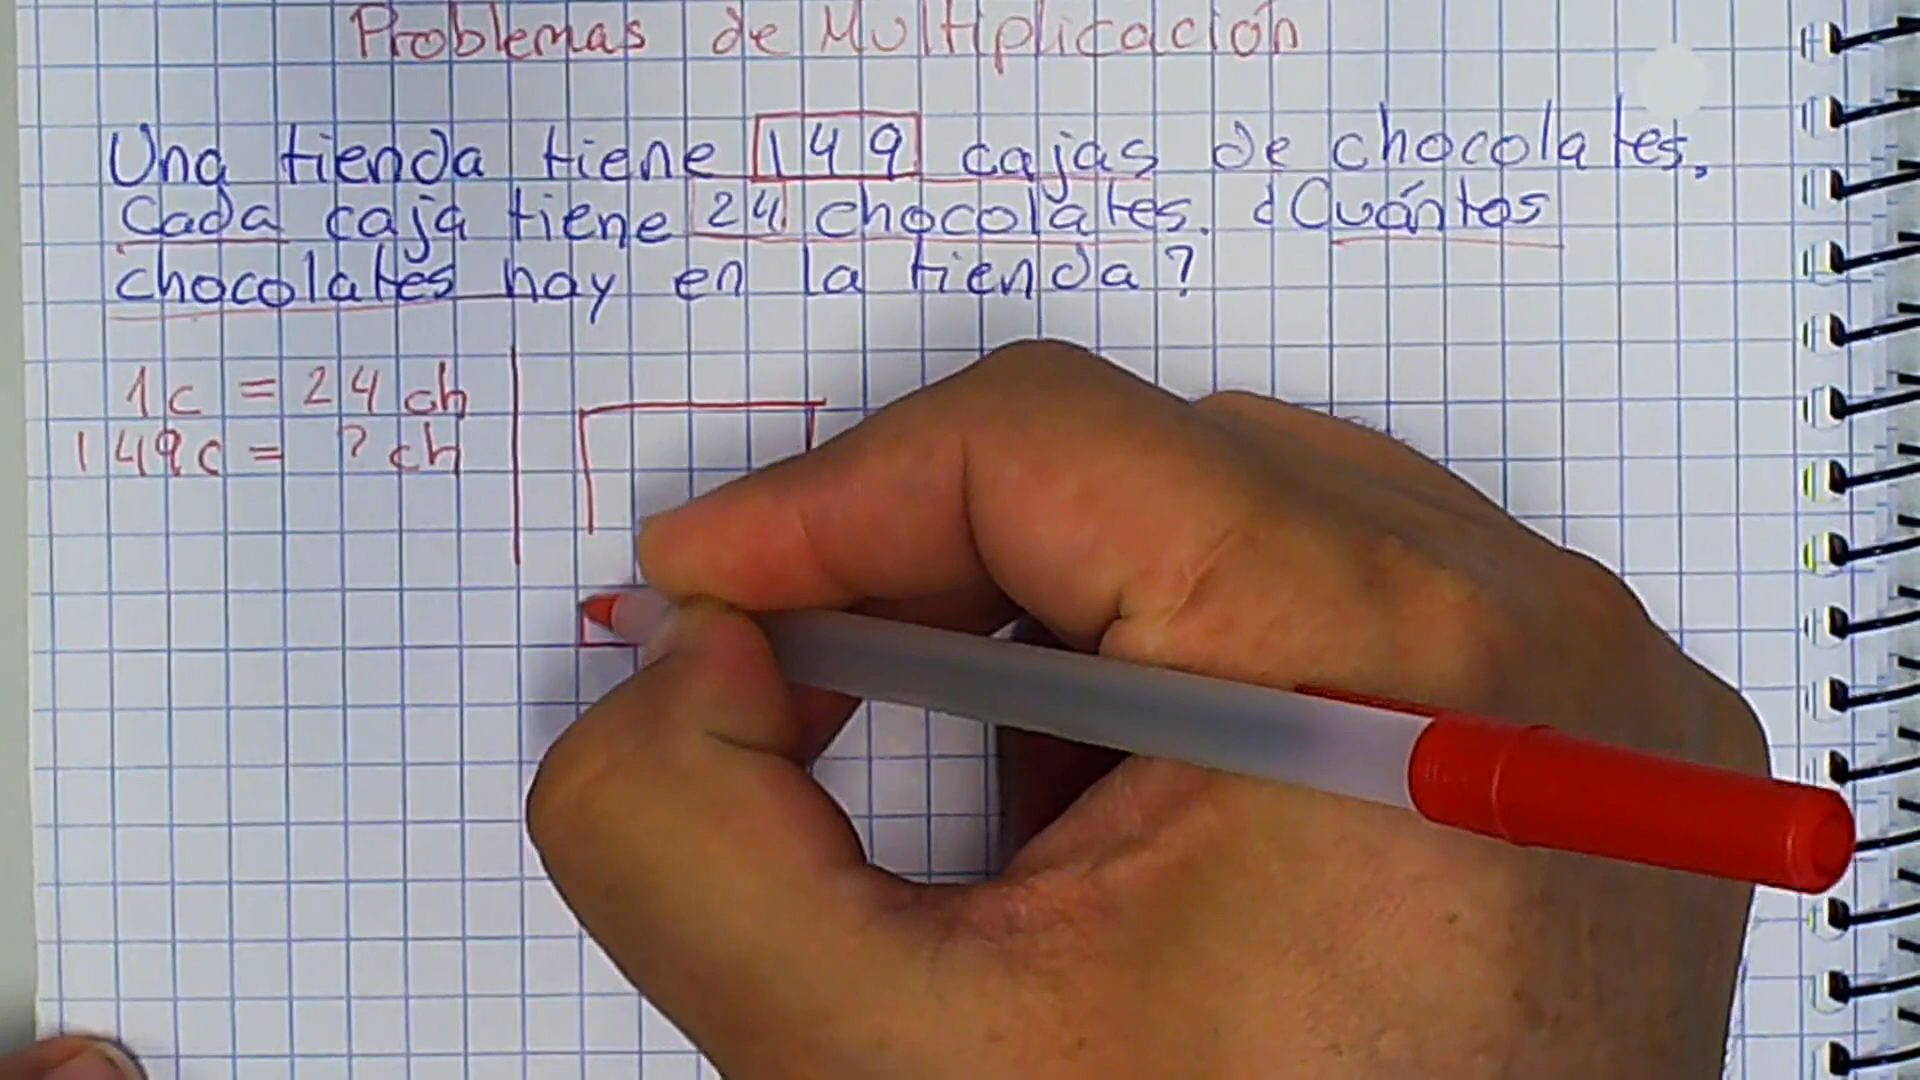 Problemas de Multiplicación
Una tienda tiene 149 cajas de chocolates.
Cada caja tiene 24 chocolates. ¿Cuántos
chocolates hay en la tienda?
1c = 24 ch
149c = ? ch